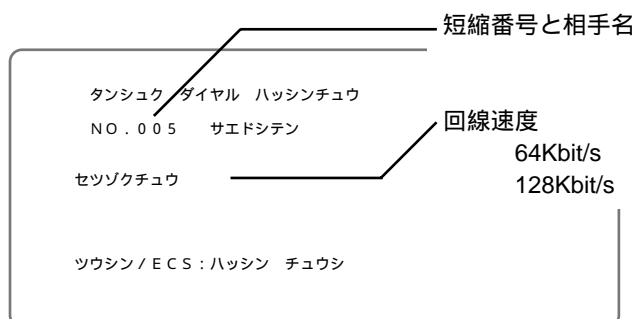 短縮番号と相手名
タンシュク ダイヤル ハッシンチュウ
NO.005 サエドシテン
回線速度
64Kbit/s
128Kbit/s
セツゾクチュウ
ツウシン/ECS:ハッシン チュウシ